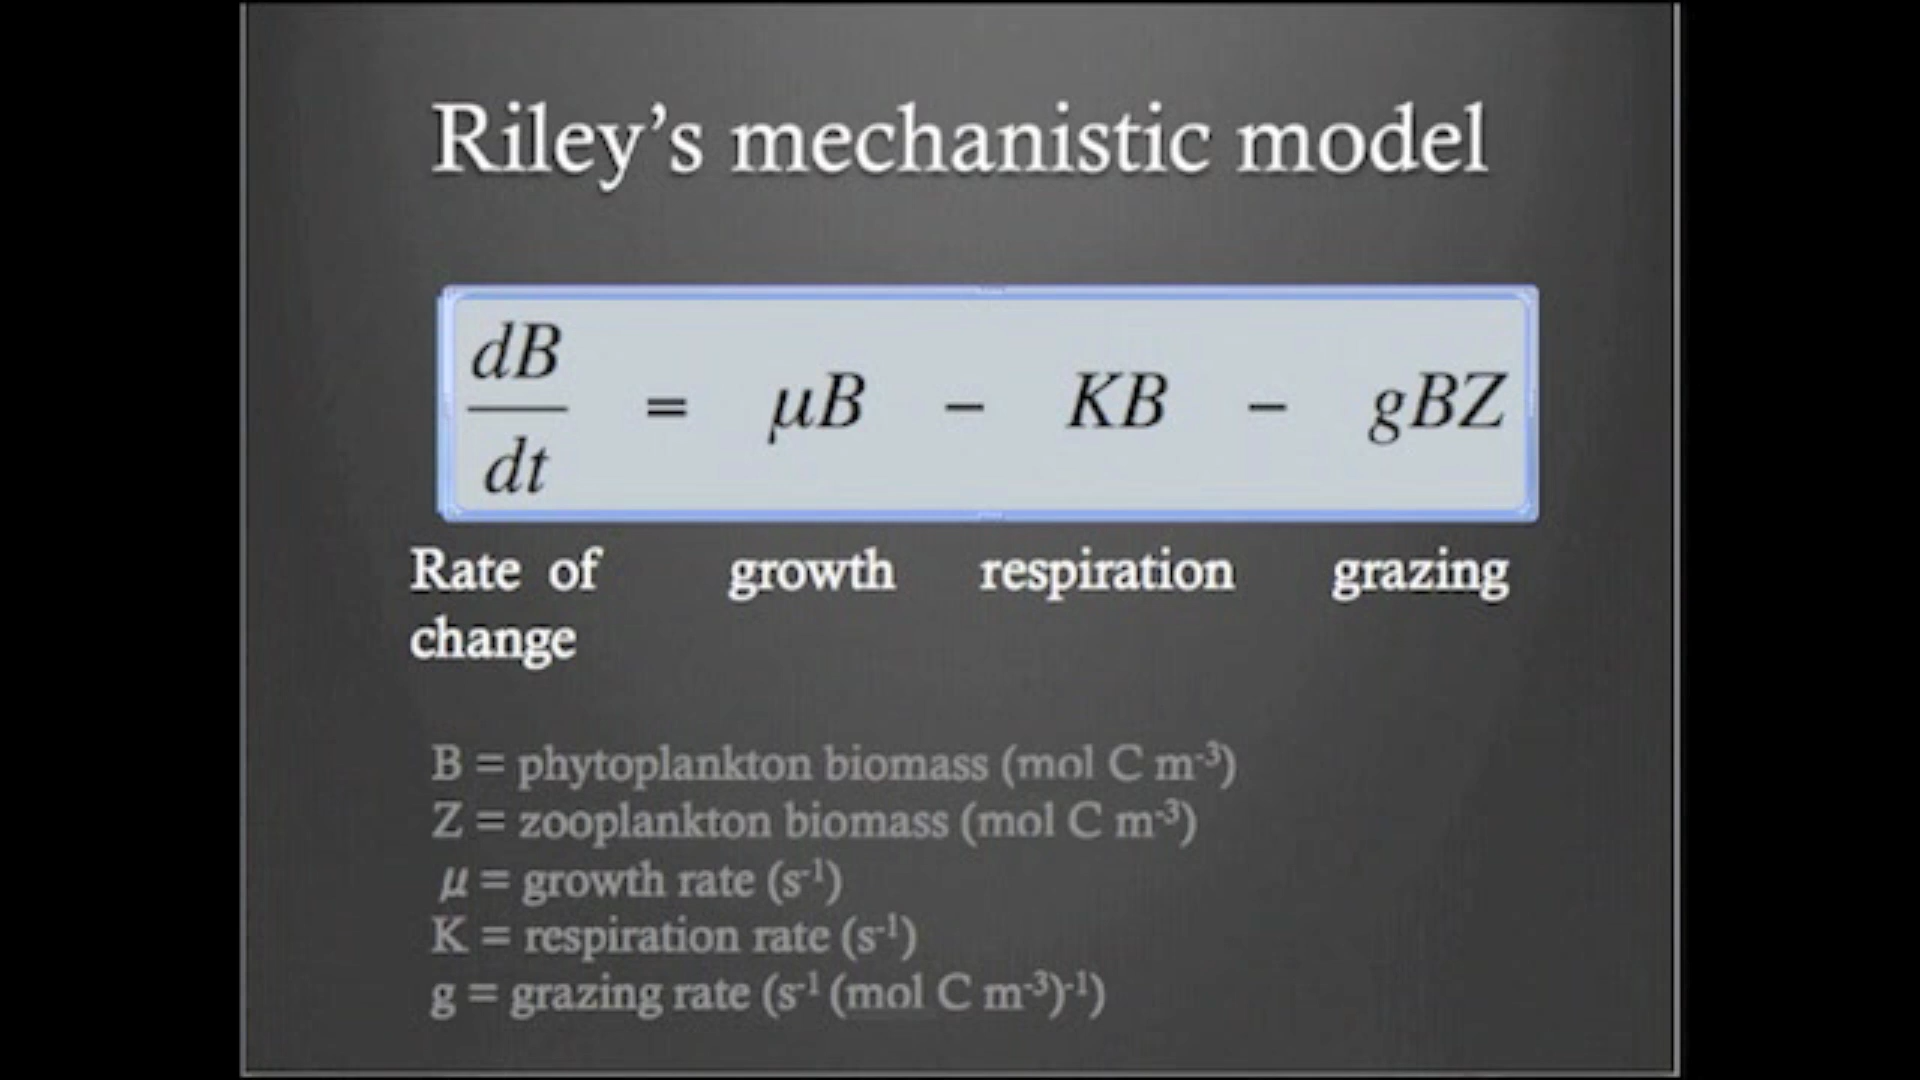 Riley's mechanistic model
dB/dt = μB − KB − gBZ
Rate of growth respiration grazing
change
B = phytoplankton biomass (mol C m⁻³)
Z = zooplankton biomass (mol C m⁻³)
μ = growth rate (s⁻¹)
K = respiration rate (s⁻¹)
g = grazing rate (s⁻¹ (mol C m⁻³)⁻¹)